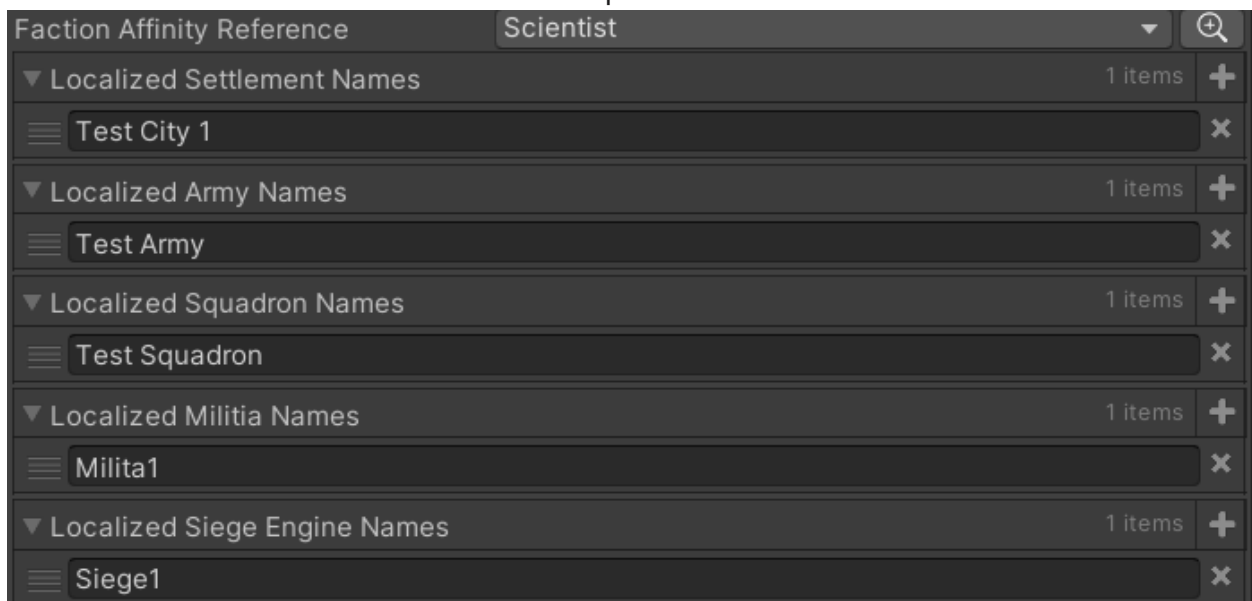 Faction Affinity Reference Scientist
Localized Settlement Names 1 items
Test City 1
Localized Army Names 1 items
Test Army
Localized Squadron Names 1 items
Test Squadron
Localized Militia Names 1 items
Milita1
Localized Siege Engine Names 1 items
Siege1